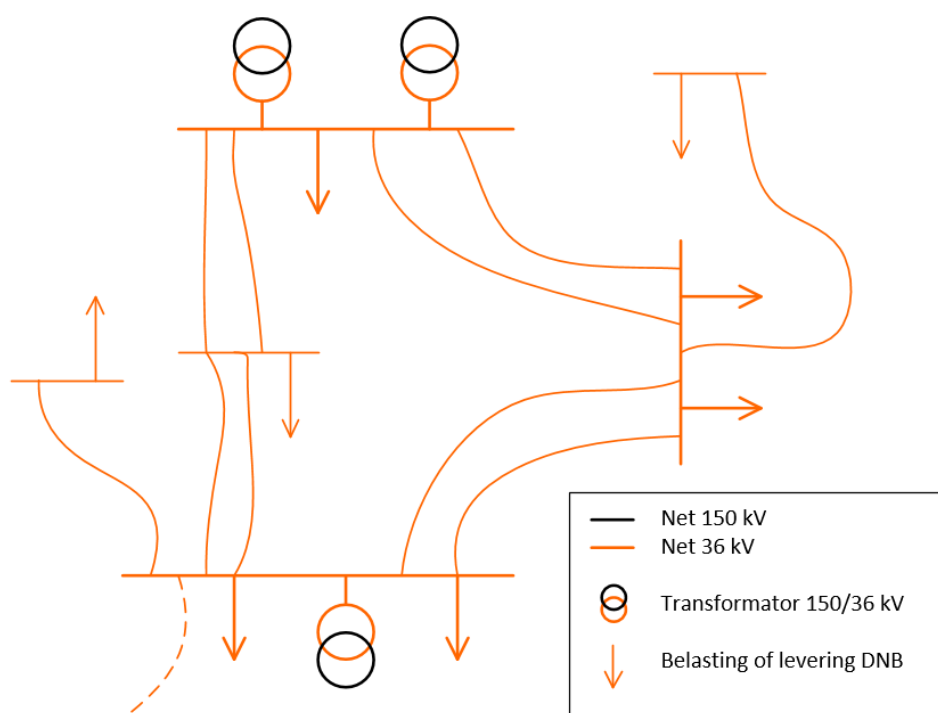 Net 150 kV
Net 36 kV
Transformator 150/36 kV
Belasting of levering DNB